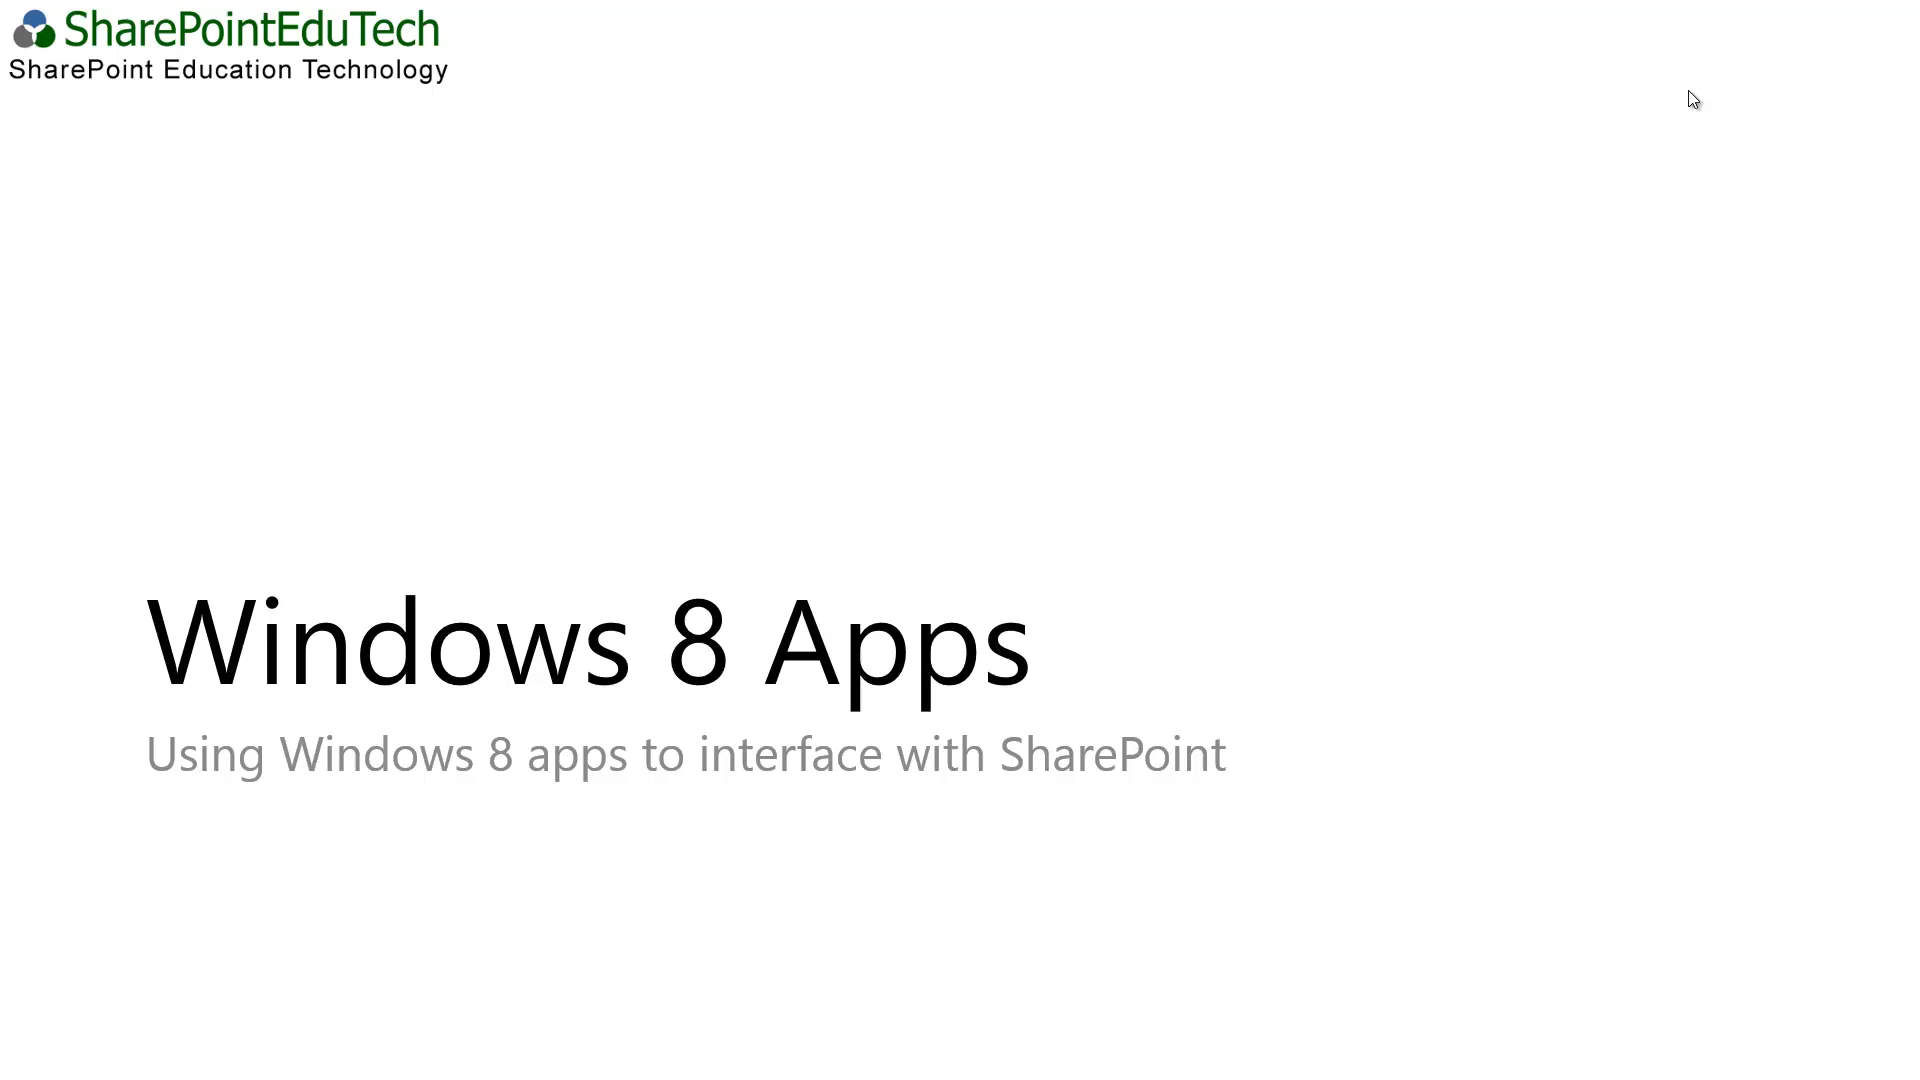 SharePointEduTech
SharePoint Education Technology
Windows 8 Apps
Using Windows 8 apps to interface with SharePoint